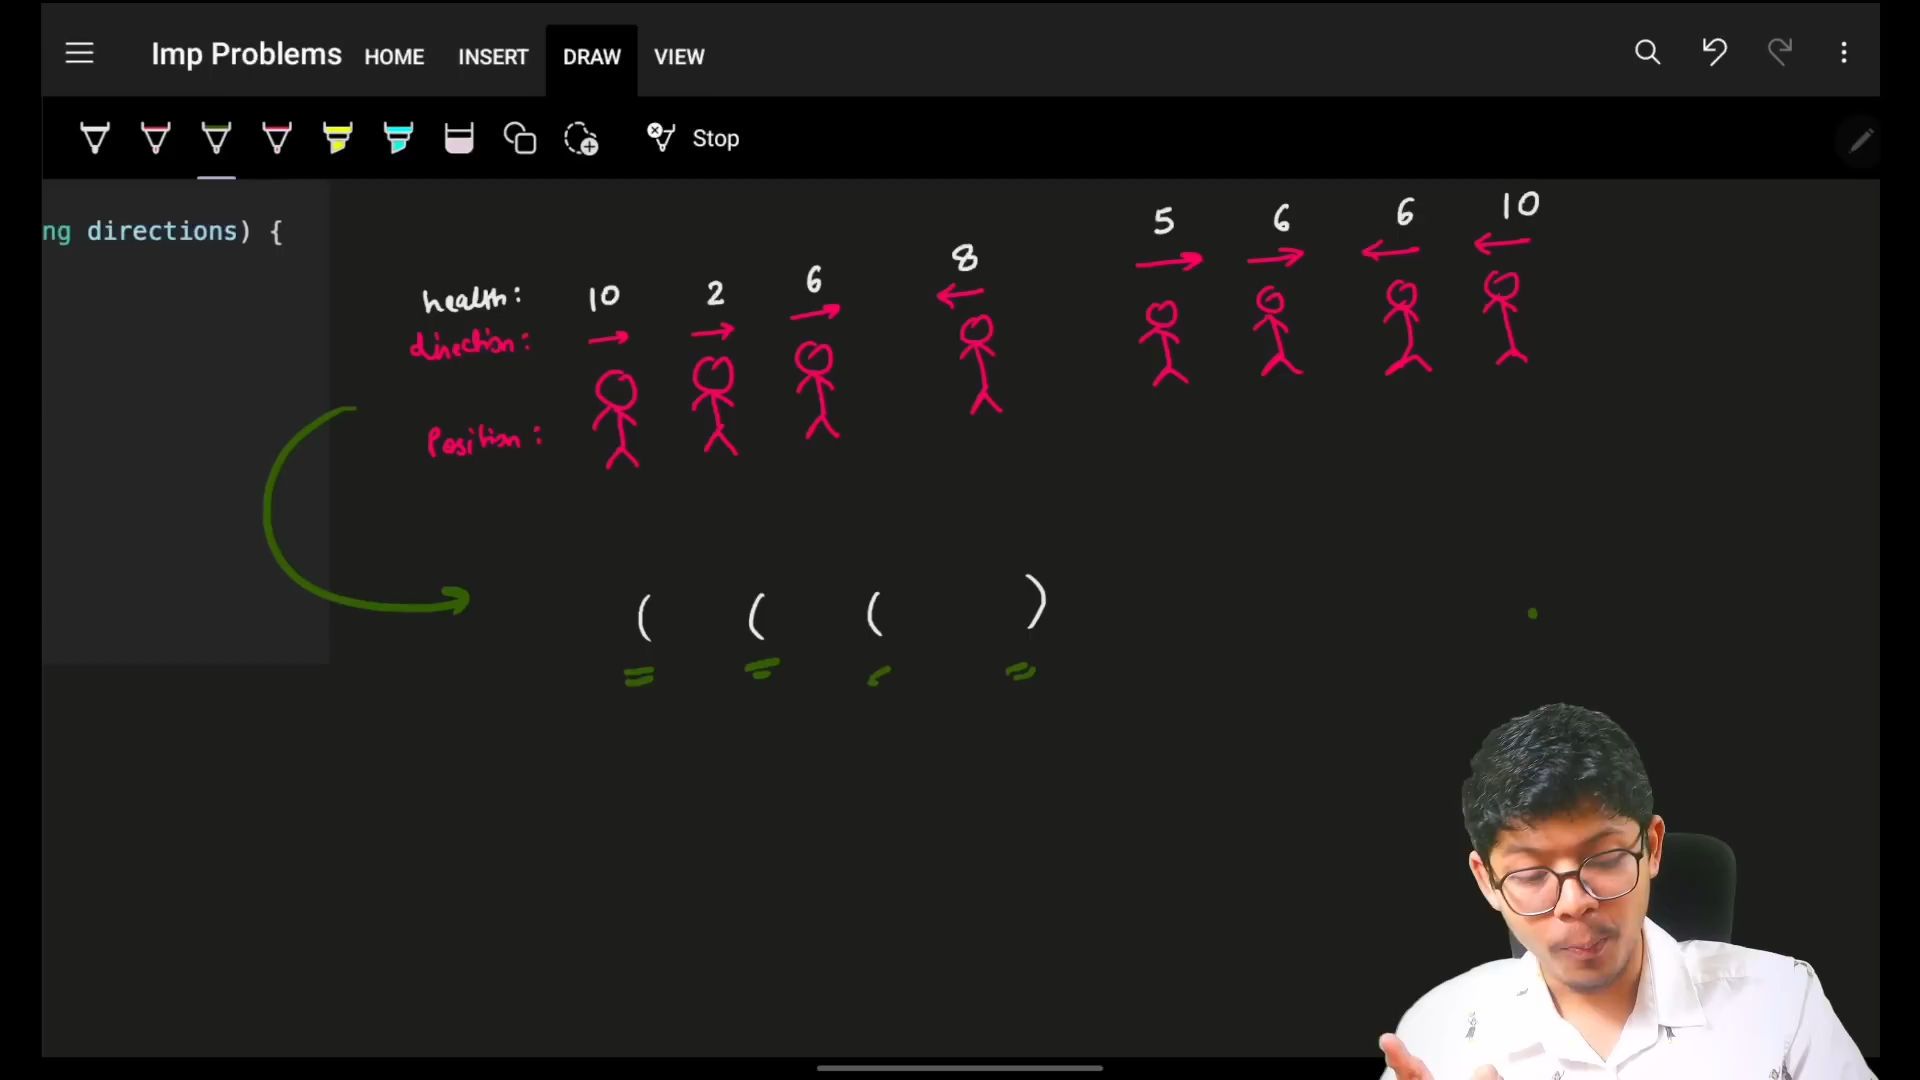 Imp Problems HOME INSERT DRAW VIEW
Stop
ng directions) {
health: 10 2 6 8 5 6 6 10
direction:
Position:
( ( ( )